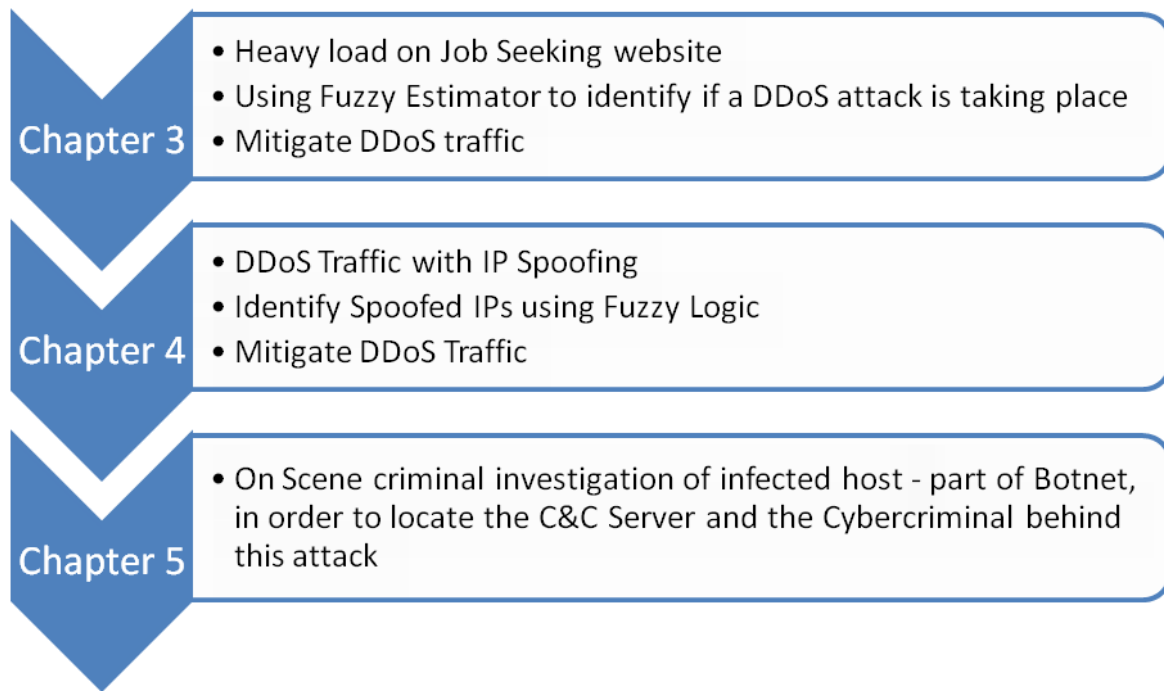 Chapter 3
• Heavy load on Job Seeking website
• Using Fuzzy Estimator to identify if a DDoS attack is taking place
• Mitigate DDoS traffic
Chapter 4
• DDoS Traffic with IP Spoofing
• Identify Spoofed IPs using Fuzzy Logic
• Mitigate DDoS Traffic
Chapter 5
• On Scene criminal investigation of infected host - part of Botnet,
in order to locate the C&C Server and the Cybercriminal behind
this attack